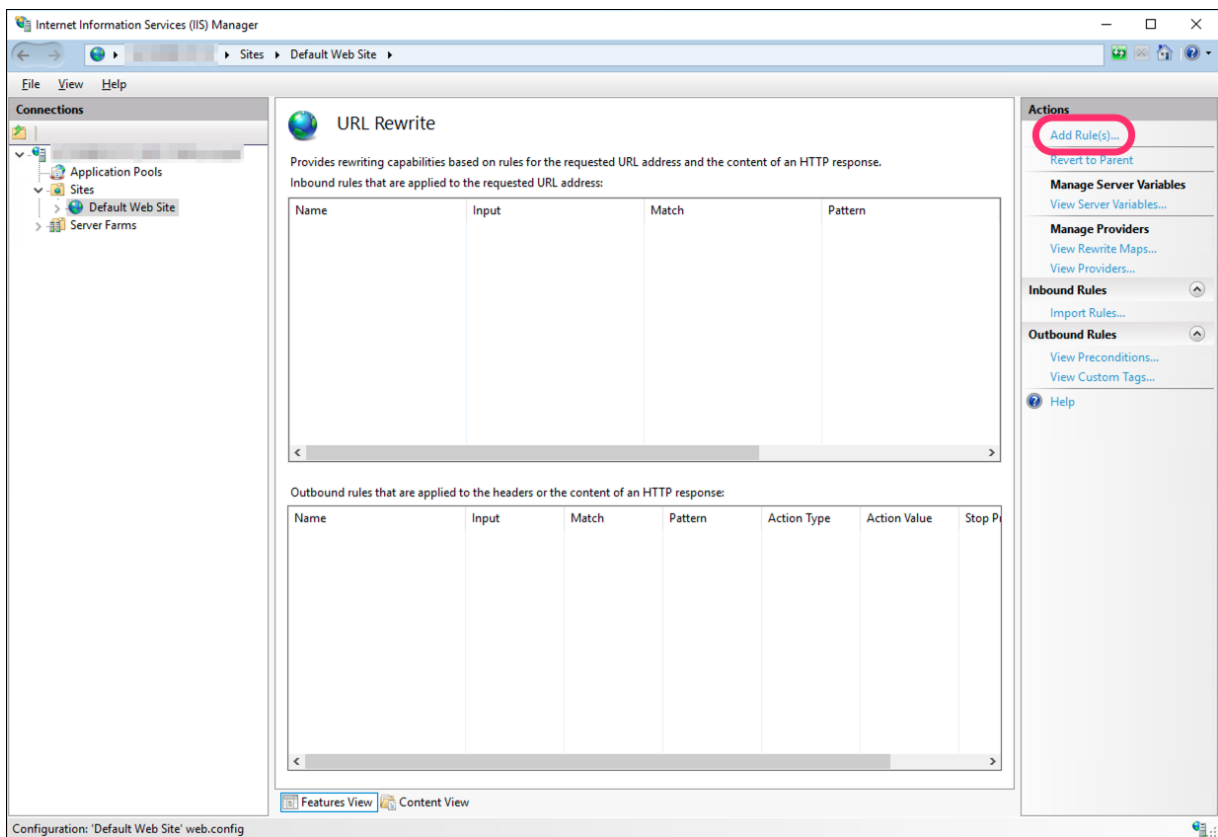 Internet Information Services (IIS) Manager
Sites Default Web Site
File View Help
Connections
Application Pools
Sites
Default Web Site
Server Farms
URL Rewrite
Provides rewriting capabilities based on rules for the requested URL address and the content of an HTTP response.
Inbound rules that are applied to the requested URL address:
Name Input Match Pattern
Outbound rules that are applied to the headers or the content of an HTTP response:
Name Input Match Pattern Action Type Action Value Stop
Features View Content View
Actions
Add Rule(s)...
Revert to Parent
Manage Server Variables
View Server Variables...
Manage Providers
View Rewrite Maps...
View Providers...
Inbound Rules
Import Rules...
Outbound Rules
View Preconditions...
View Custom Tags...
Help
Configuration: 'Default Web Site' web.config